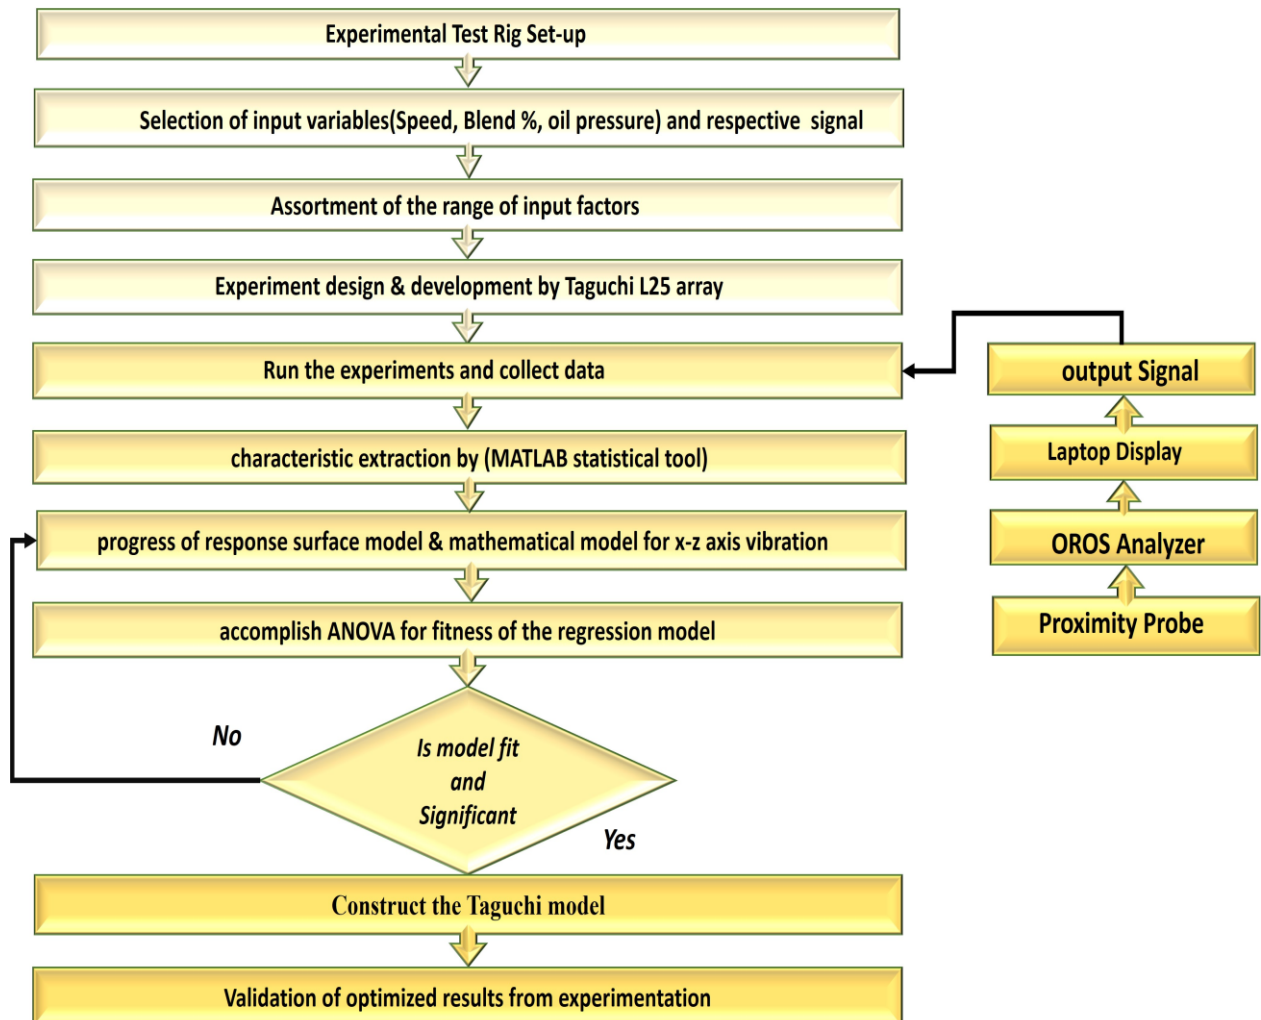 Experimental Test Rig Set-up
Selection of input variables(Speed, Blend %, oil pressure) and respective signal
Assortment of the range of input factors
Experiment design & development by Taguchi L25 array
Run the experiments and collect data
characteristic extraction by (MATLAB statistical tool)
progress of response surface model & mathematical model for x-z axis vibration
accomplish ANOVA for fitness of the regression model
No
Is model fit
and
Significant
Yes
Construct the Taguchi model
Validation of optimized results from experimentation
output Signal
Laptop Display
OROS Analyzer
Proximity Probe